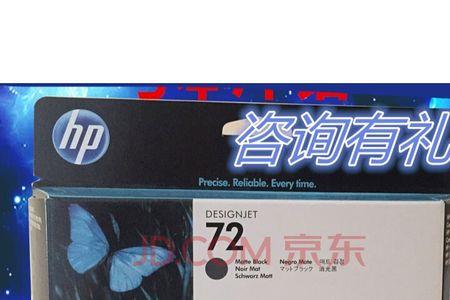 hp
咨询有礼
Precise. Reliable. Every time.
DESIGNJET
72
JD.COM 京东
Matte Black
Noir Mat
Schwarz Matt
Negro Mate
マットブラック 消光黑